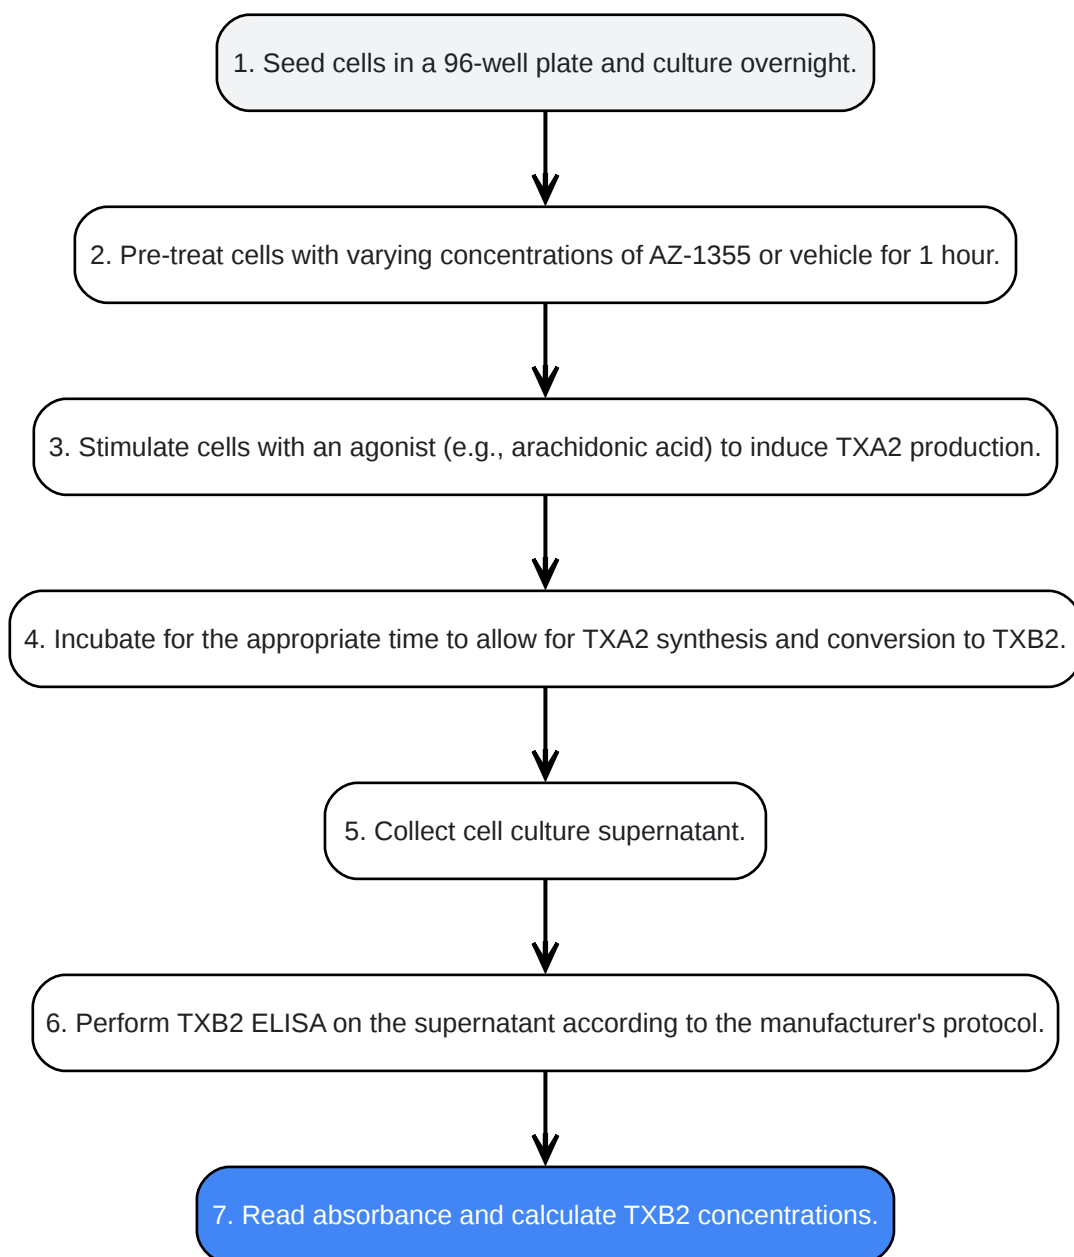 1. Seed cells in a 96-well plate and culture overnight.
2. Pre-treat cells with varying concentrations of AZ-1355 or vehicle for 1 hour.
3. Stimulate cells with an agonist (e.g., arachidonic acid) to induce TXA2 production.
4. Incubate for the appropriate time to allow for TXA2 synthesis and conversion to TXB2.
5. Collect cell culture supernatant.
6. Perform TXB2 ELISA on the supernatant according to the manufacturer's protocol.
7. Read absorbance and calculate TXB2 concentrations.